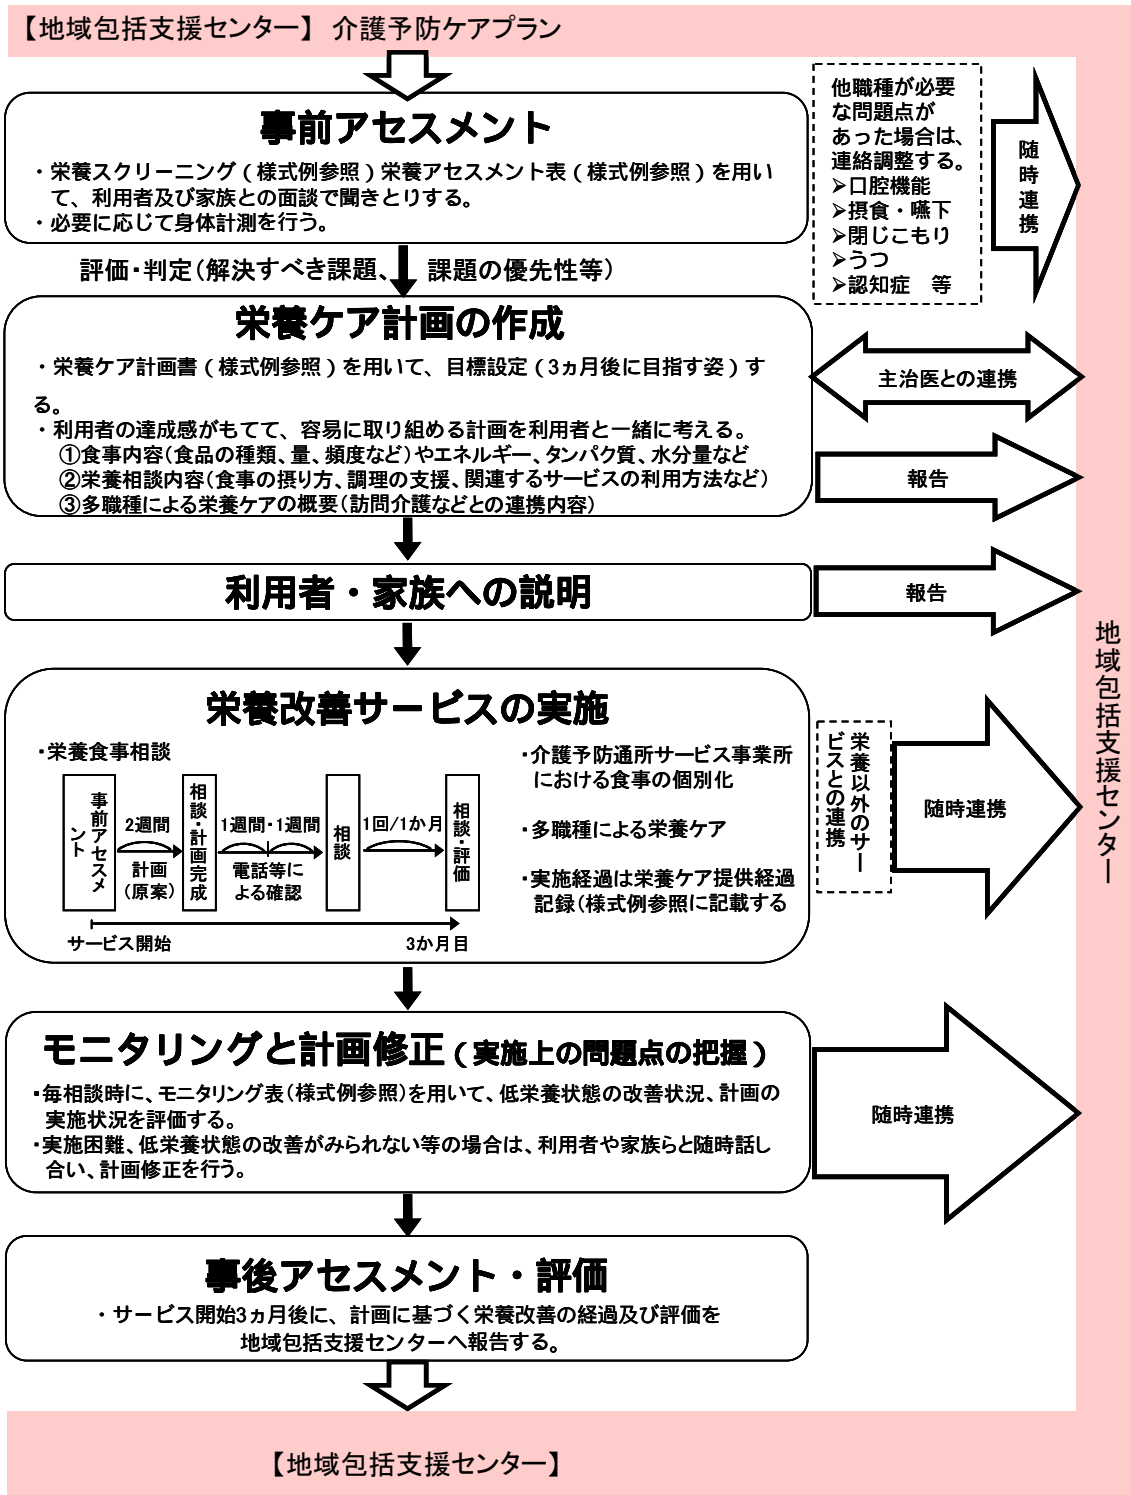 【地域包括支援センター】 介護予防ケアプラン
事前アセスメント
・栄養スクリーニング（様式例参照）栄養アセスメント表（様式例参照）を用い
て、利用者及び家族との面談で聞きとりする。
・必要に応じて身体計測を行う。
他職種が必要
な問題点が
あった場合は、
連絡調整する。
➢口腔機能
➢摂食・嚥下
➢閉じこもり
➢うつ
➢認知症　等
随時連携
評価・判定（解決すべき課題、 課題の優先性等）
栄養ケア計画の作成
・栄養ケア計画書（様式例参照）を用いて、目標設定（3ヵ月後に目指す姿）す
る。
・利用者の達成感がもてて、容易に取り組める計画を利用者と一緒に考える。
①食事内容（食品の種類、量、頻度など）やエネルギー、タンパク質、水分量など
②栄養相談内容（食事の摂り方、調理の支援、関連するサービスの利用方法など）
③多職種による栄養ケアの概要（訪問介護などとの連携内容）
主治医との連携
報告
利用者・家族への説明
報告
地域包括支援センター
栄養改善サービスの実施
・栄養食事相談
事前アセスメ
ント
2週間
計画
（原案）
相談・計画完成
1週間・1週間
電話等に
よる確認
相談
1回/1か月
相談・評価
サービス開始
3か月目
・介護予防通所サービス事業所
における食事の個別化
・多職種による栄養ケア
・実施経過は栄養ケア提供経過
記録（様式例参照に記載する
栄養以外のサー
ビスとの連携
随時連携
モニタリングと計画修正（実施上の問題点の把握）
・毎相談時に、モニタリング表（様式例参照）を用いて、低栄養状態の改善状況、計画の
実施状況を評価する。
・実施困難、低栄養状態の改善がみられない等の場合は、利用者や家族らと随時話し
合い、計画修正を行う。
随時連携
事後アセスメント・評価
・サービス開始3ヵ月後に、計画に基づく栄養改善の経過及び評価を
地域包括支援センターへ報告する。
【地域包括支援センター】